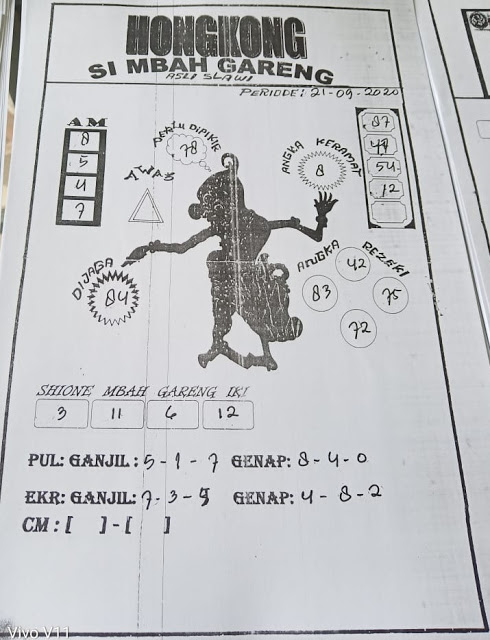 HONGKONG
SI MBAH GARENG
ASLI SLAWI
PERIODE: 21-09-2020
AM
8
5
4
7
PERLU DIPIKIR
78
AWAS
ANGKA KERAMAT
8
87
47
54
12
DIJAGA
84
ANGKA REZEKI
42
83
75
72
SHIONE MBAH GARENG IKI
3 11 6 12
PUL: GANJIL: 5-1-7 GENAP: 8-4-0
EKR: GANJIL: 7-3-5 GENAP: 4-8-2
CM: [ ]-[ ]
Vivo V11